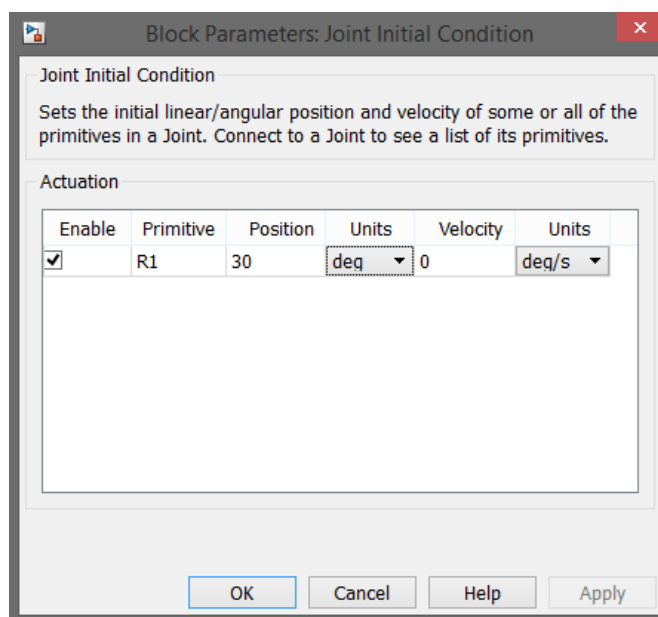 Block Parameters: Joint Initial Condition
Joint Initial Condition
Sets the initial linear/angular position and velocity of some or all of the
primitives in a Joint. Connect to a Joint to see a list of its primitives.
Actuation
Enable Primitive Position Units Velocity Units
R1 30 deg 0 deg/s
OK Cancel Help Apply